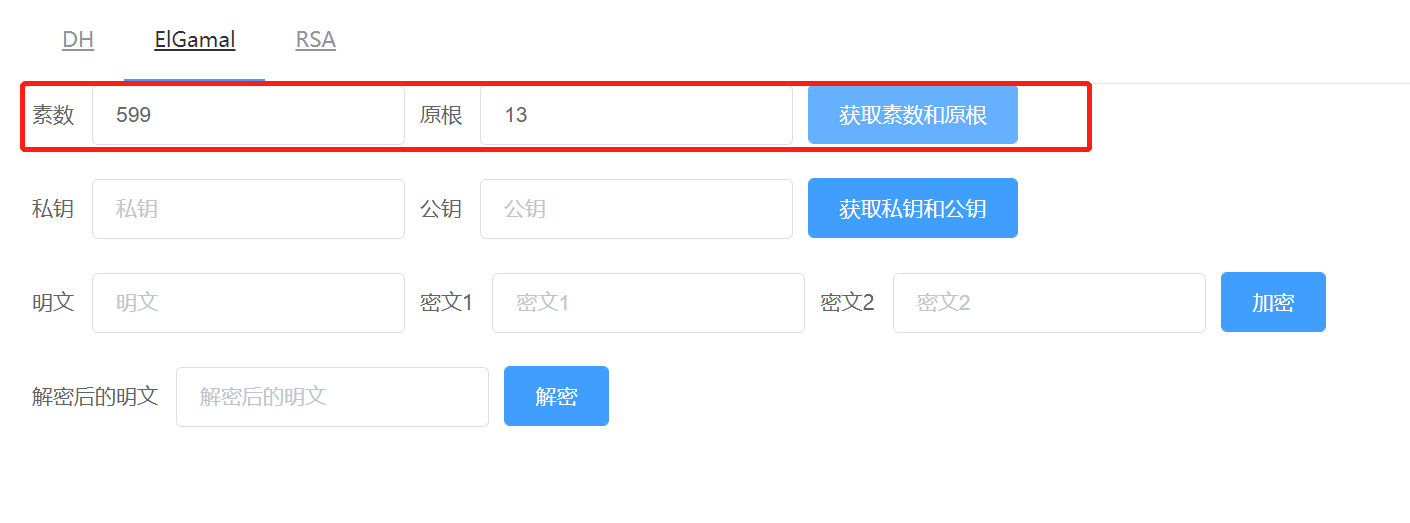 DH ElGamal RSA
素数 599 原根 13 获取素数和原根
私钥 私钥 公钥 公钥 获取私钥和公钥
明文 明文 密文1 密文1 密文2 密文2 加密
解密后的明文 解密后的明文 解密